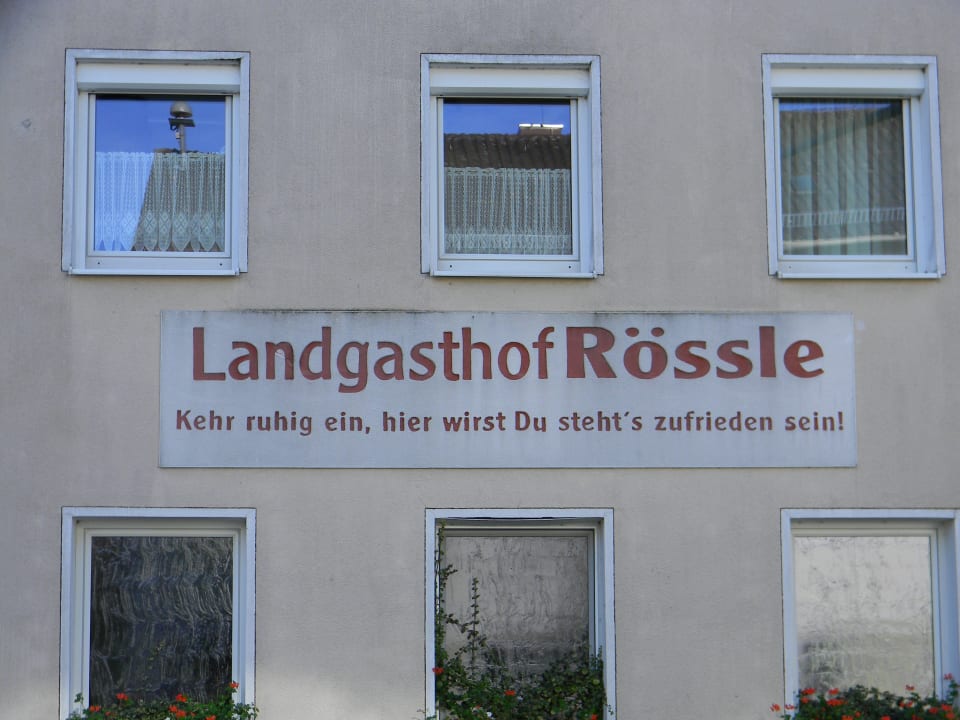 Landgasthof Rössle
Kehr ruhig ein, hier wirst Du steht´s zufrieden sein!